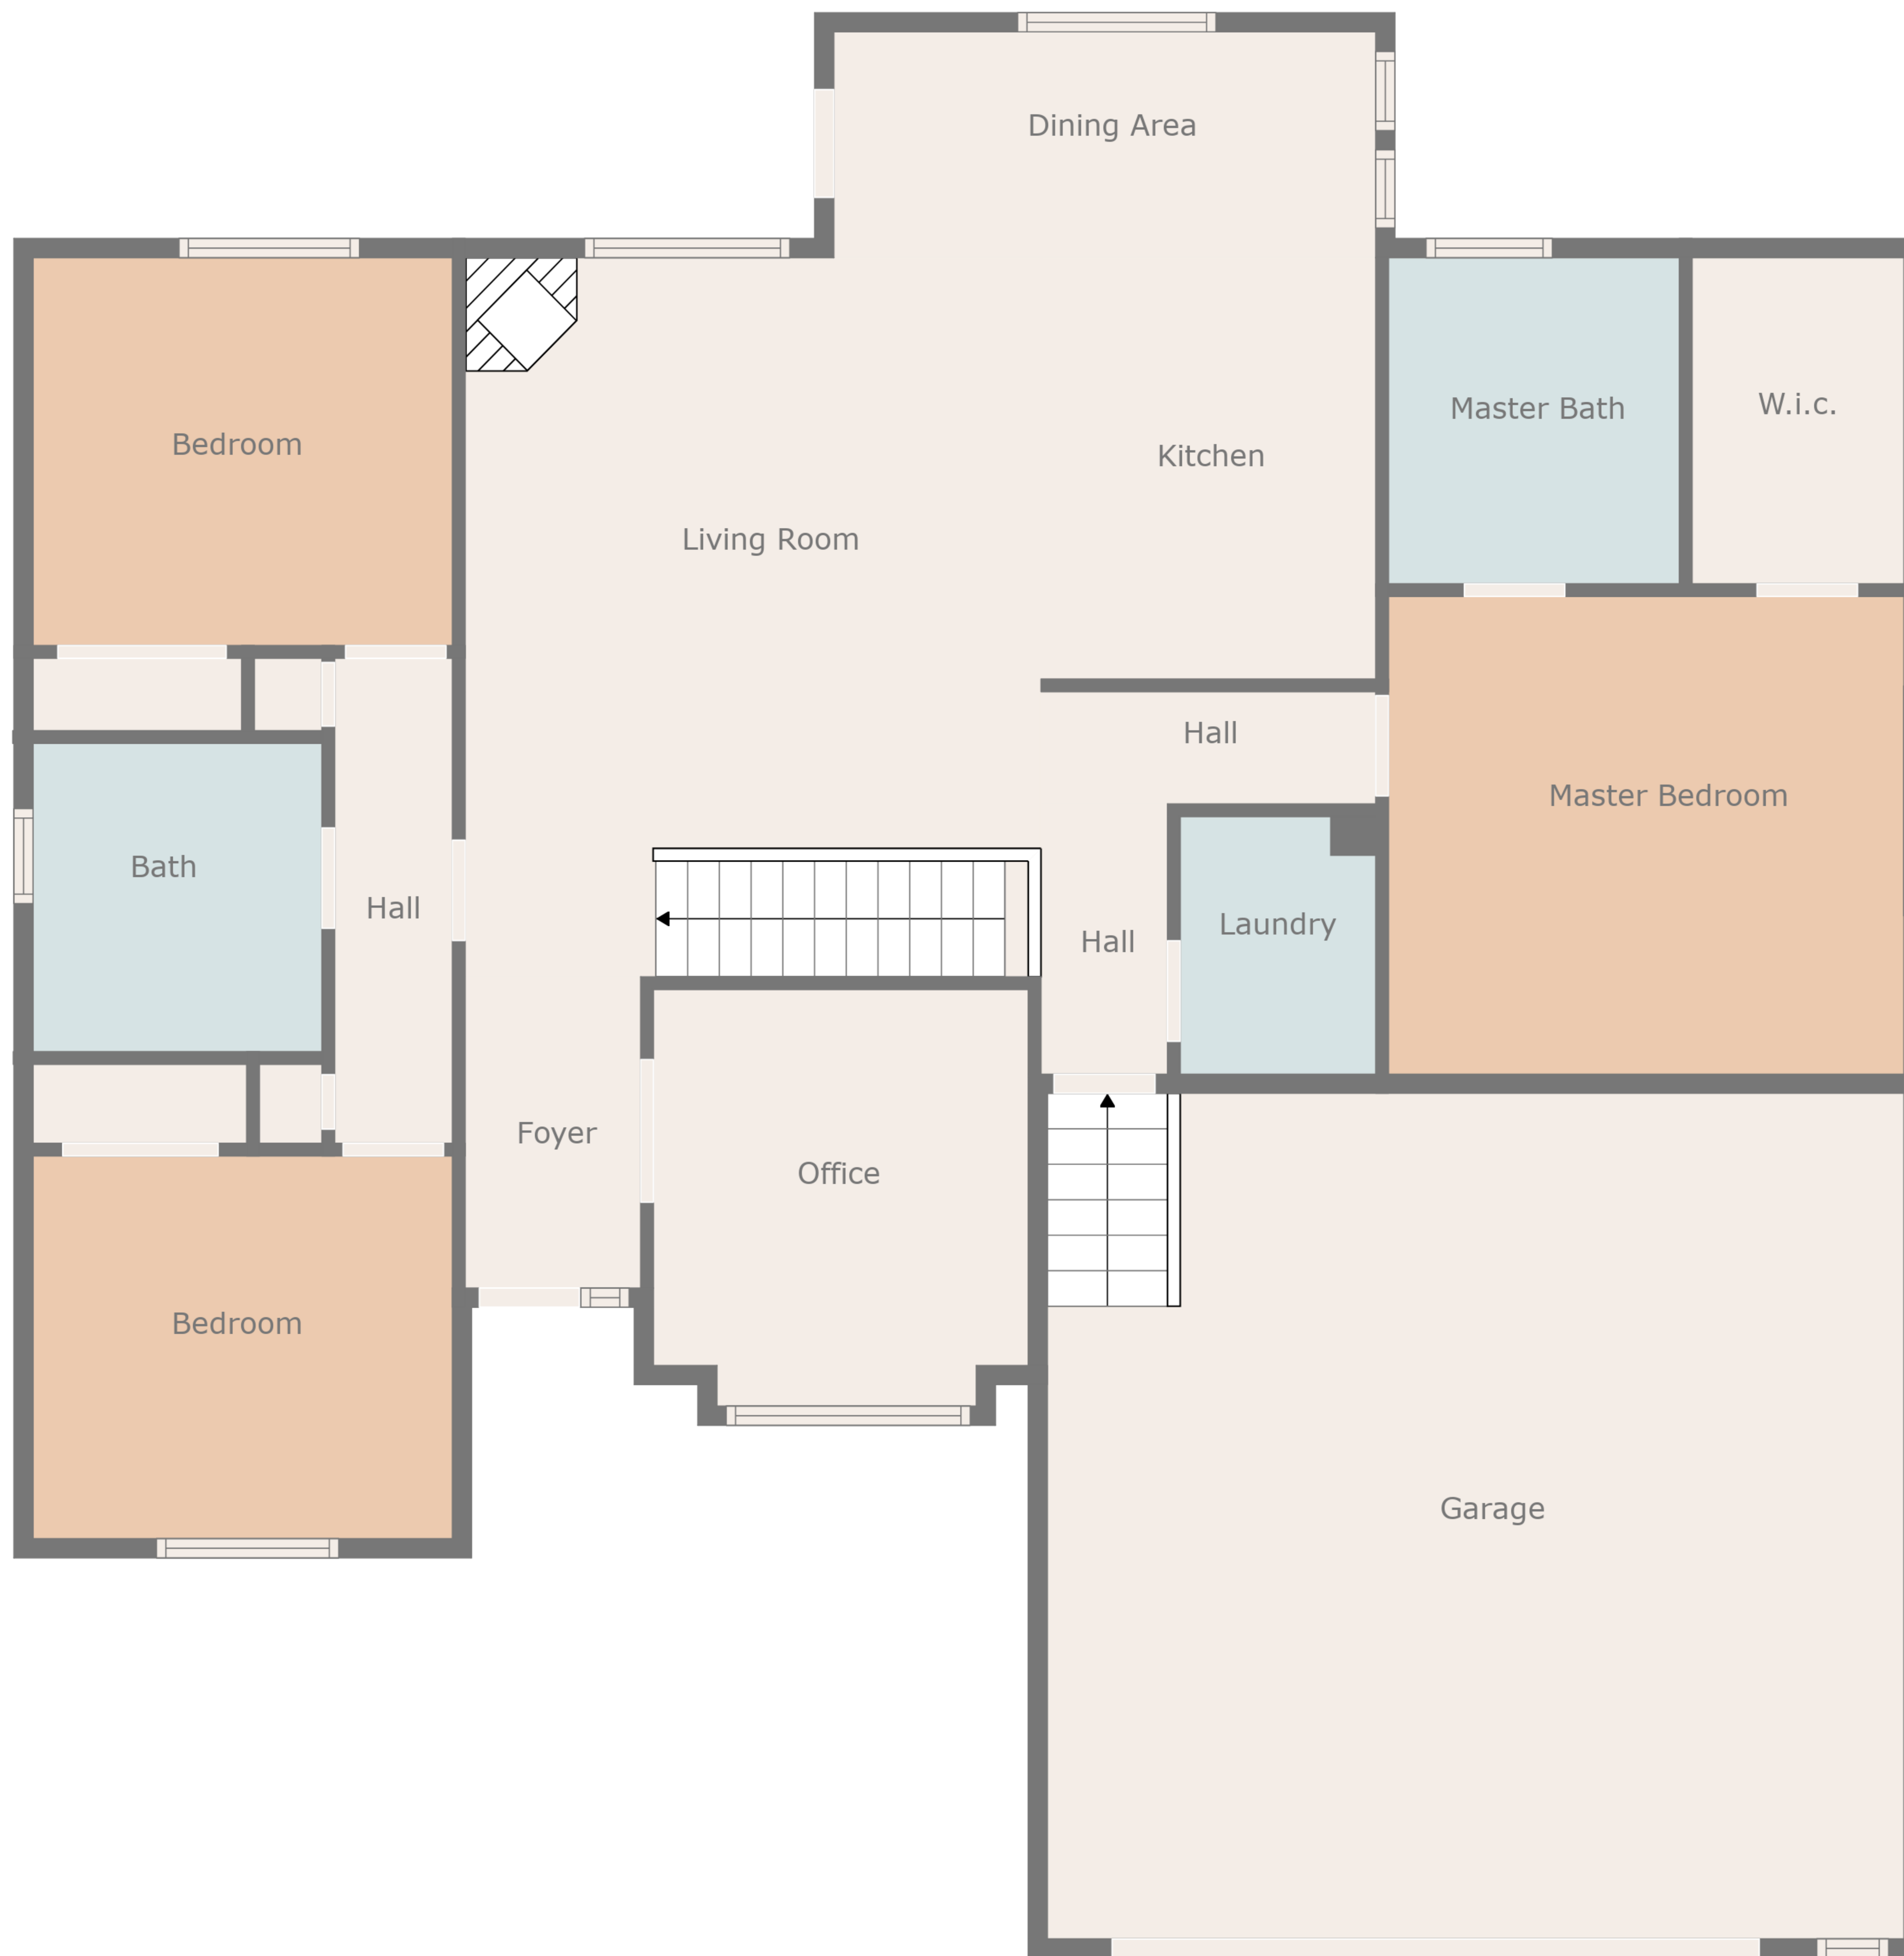 Dining Area
Master Bath
W.i.c.
Bedroom
Kitchen
Living Room
Hall
Master Bedroom
Bath
Hall
Laundry
Hall
Foyer
Office
Bedroom
Garage